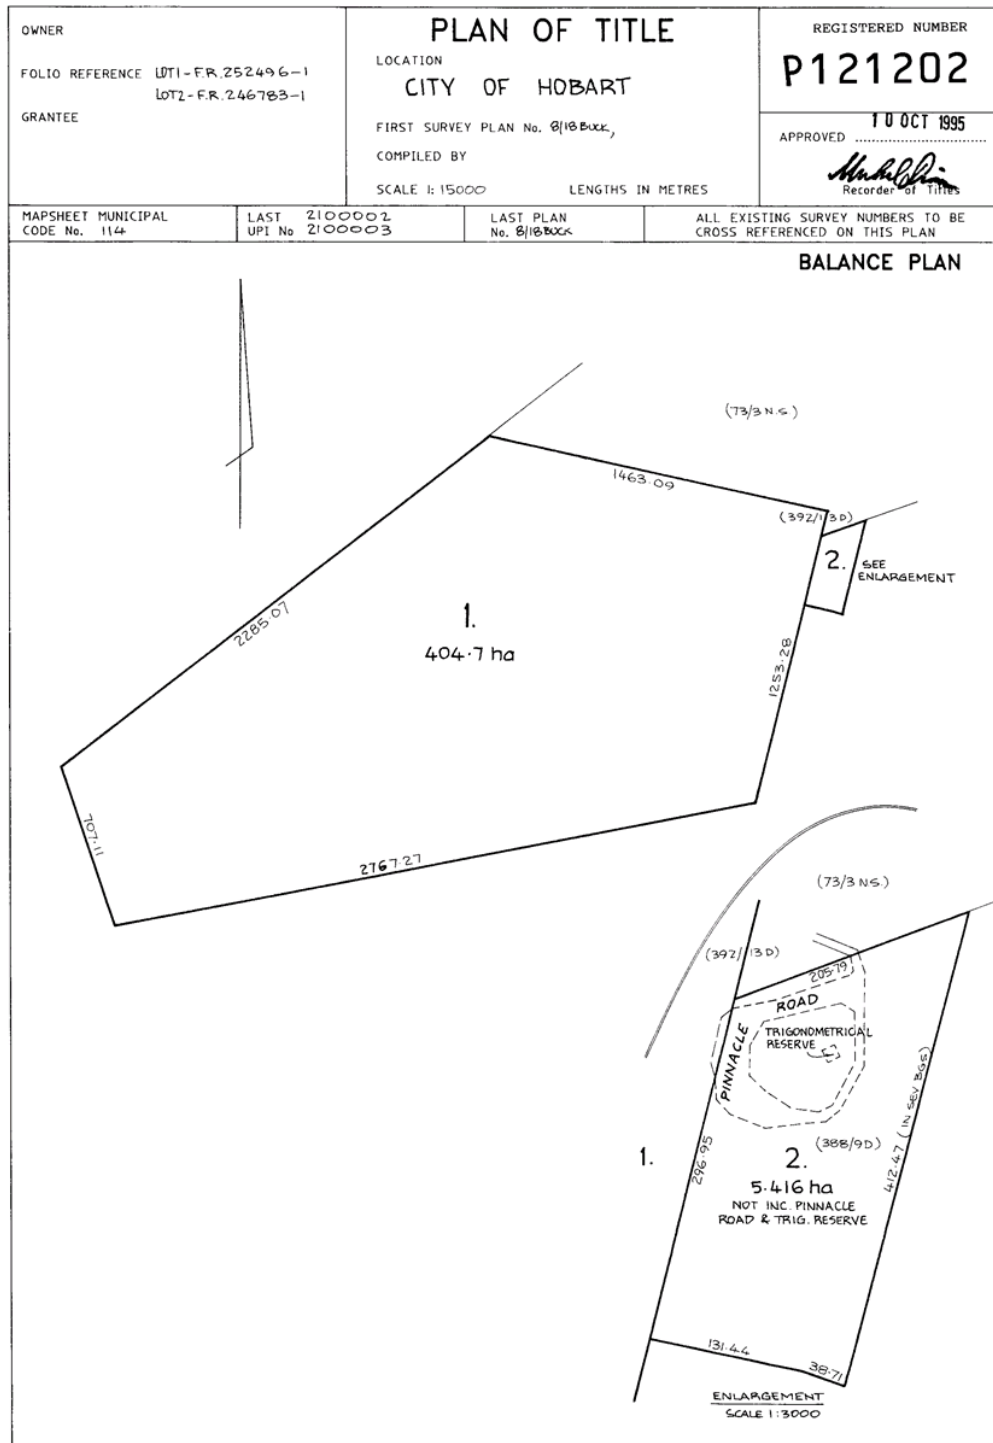 OWNER
FOLIO REFERENCE LOT1-F.R.252496-1
LOT2-F.R.246783-1
GRANTEE
PLAN OF TITLE
LOCATION
CITY OF HOBART
FIRST SURVEY PLAN No. 8/18 BUCK,
COMPILED BY
SCALE 1:15000 LENGTHS IN METRES
REGISTERED NUMBER
P121202
10 OCT 1995
APPROVED
Recorder of Titles
MAPSHEET MUNICIPAL
CODE No. 114
LAST 2100002
UPI No 2100003
LAST PLAN
No. 8/18BUCK
ALL EXISTING SURVEY NUMBERS TO BE
CROSS REFERENCED ON THIS PLAN
BALANCE PLAN
(73/3 N.S.)
1463.09
(392/13D)
2.
SEE
ENLARGEMENT
2285.07
1.
404.7 ha
1253.28
707.11
2767.27
(73/3 NS.)
(392/13D)
205.79
PINNACLE ROAD
TRIGONOMETRICAL
RESERVE
412.47 (IN SEV BGS)
296.95
1.
(388/9D)
2.
5.416 ha
NOT INC. PINNACLE
ROAD & TRIG. RESERVE
131.44
38.71
ENLARGEMENT
SCALE 1:3000